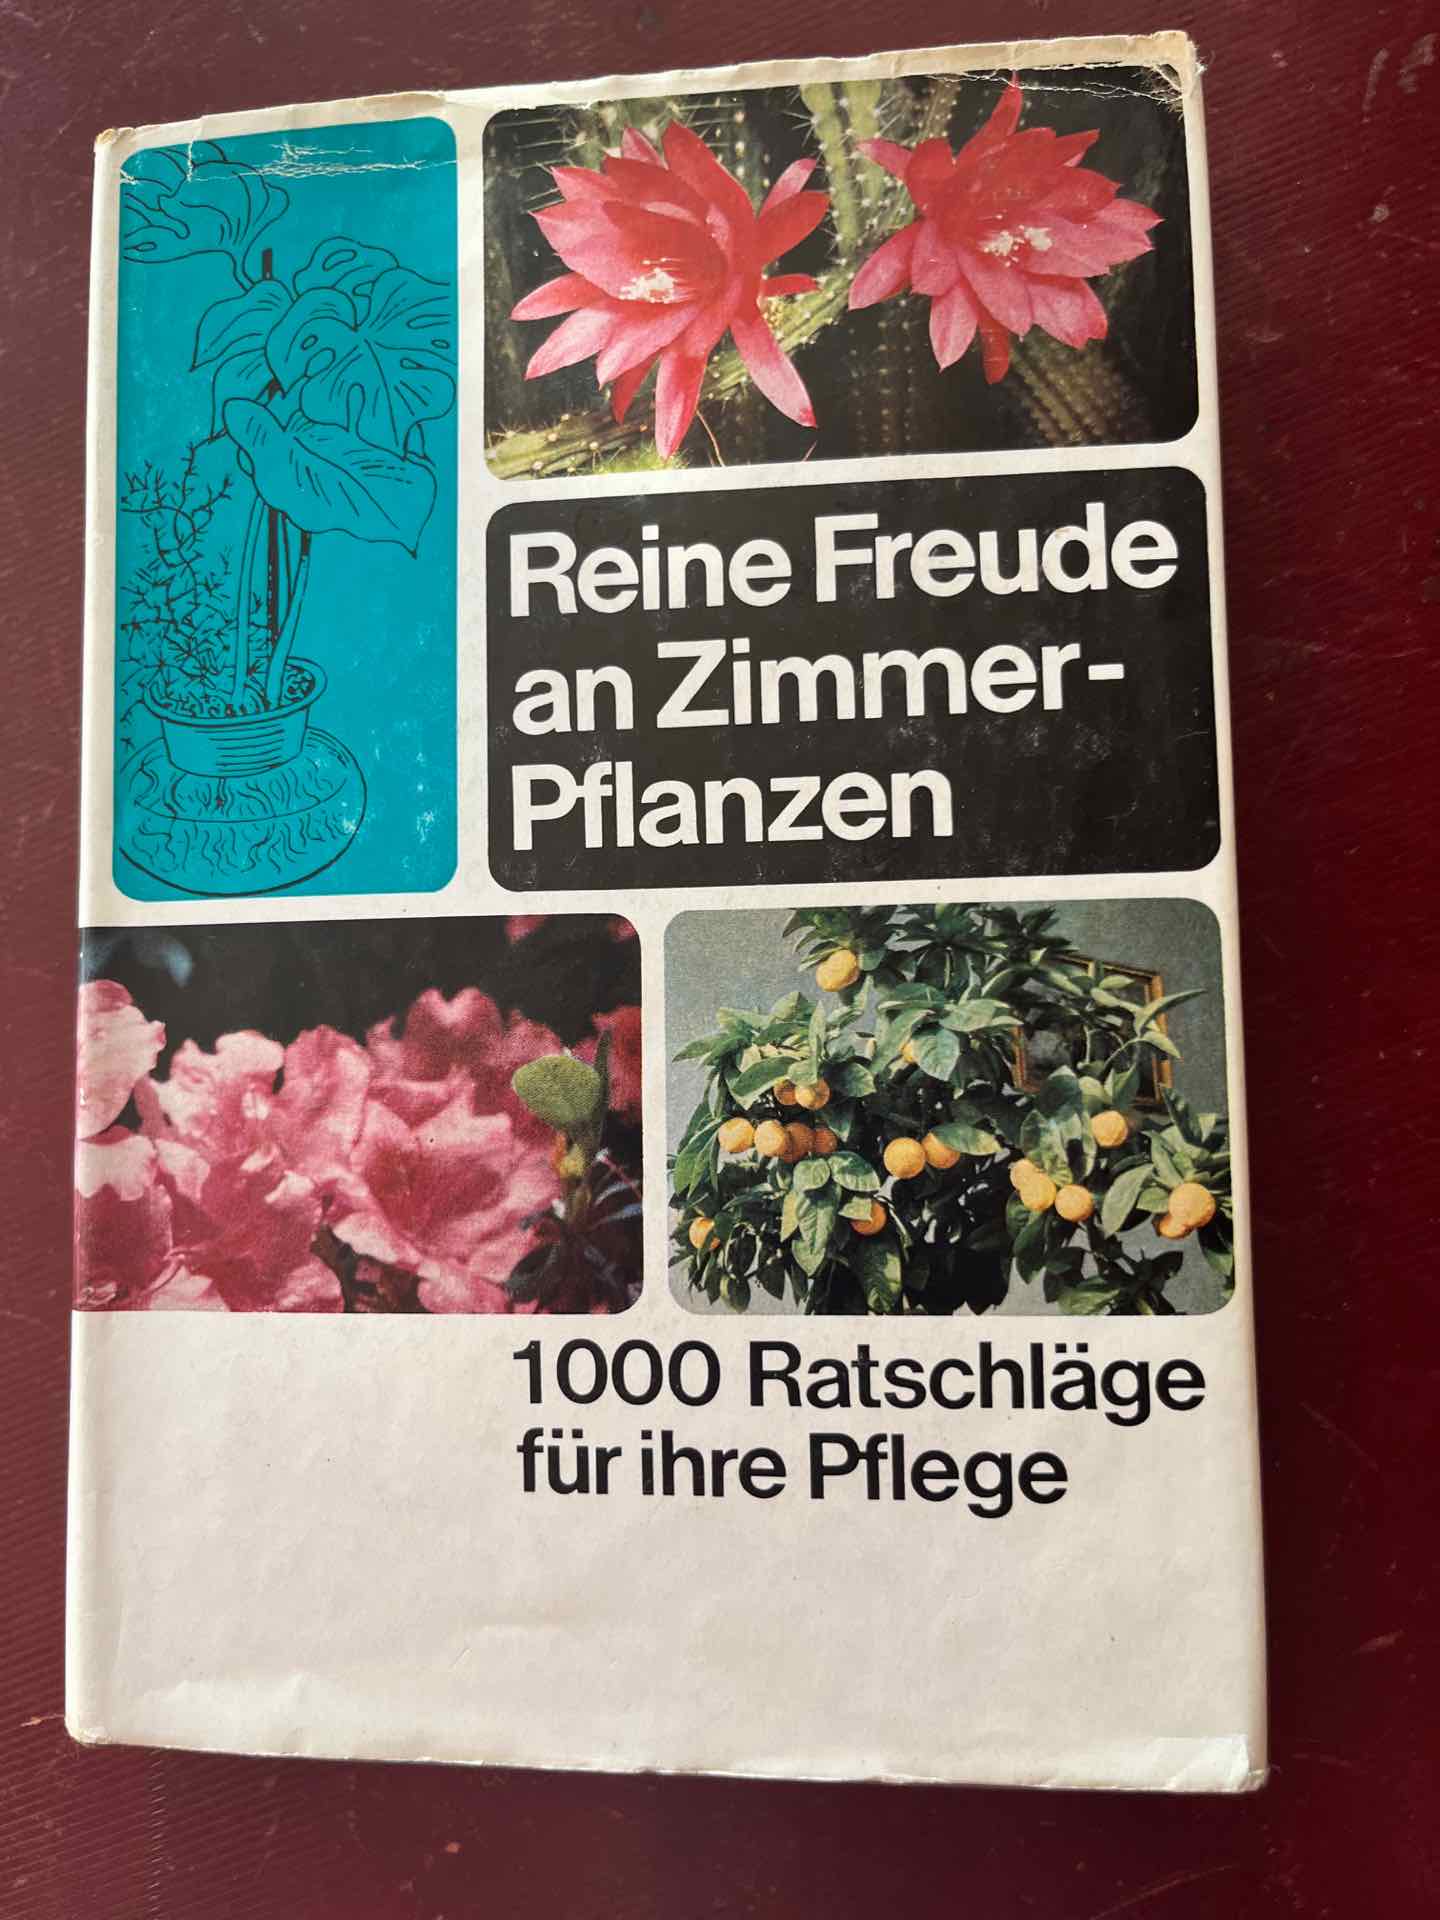 Reine Freude
an Zimmer-
Pflanzen
1000 Ratschläge
für ihre Pflege